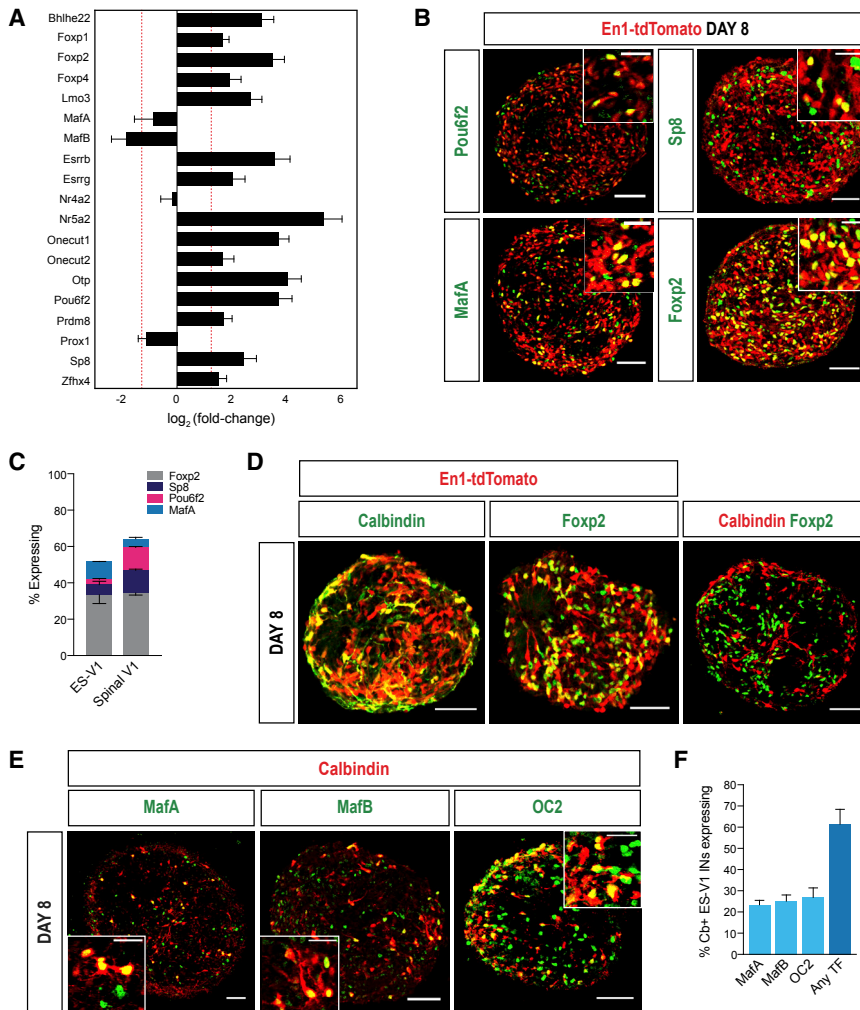 A
Bhlhe22
Foxp1
Foxp2
Foxp4
Lmo3
MafA
MafB
Esrrb
Esrrg
Nr4a2
Nr5a2
Onecut1
Onecut2
Otp
Pou6f2
Prdm8
Prox1
Sp8
Zfhx4
-2 0 2 4 6
log2 (fold-change)
B
En1-tdTomato DAY 8
Pou6f2
Sp8
MafA
Foxp2
C
100
80
60
40
20
0
% Expressing
Foxp2
Sp8
Pou6f2
MafA
ES-V1
Spinal V1
D
En1-tdTomato
Calbindin
Foxp2
Calbindin Foxp2
DAY 8
E
Calbindin
MafA
MafB
OC2
DAY 8
F
80
70
60
50
40
30
20
10
0
% Cb+ ES-V1 INs expressing
MafA
MafB
OC2
Any TF